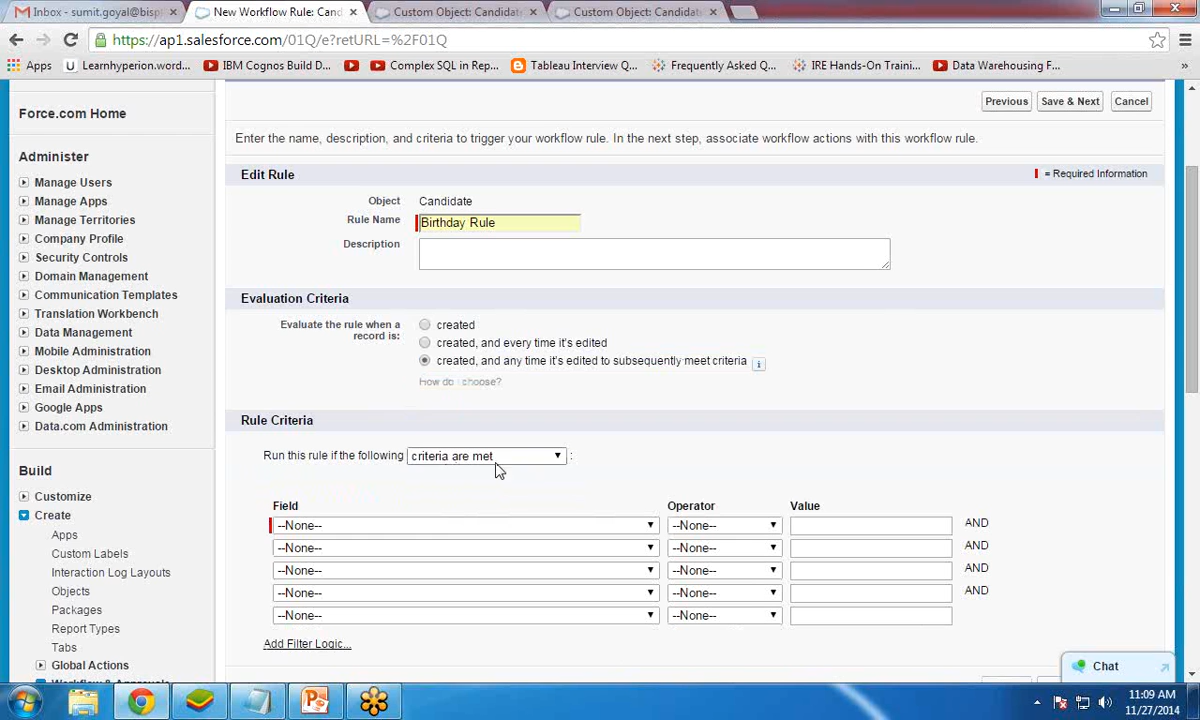 Inbox - sumit.goyal@bisp
New Workflow Rule: Cand
Custom Object: Candidat
Custom Object: Candidat
https://ap1.salesforce.com/01Q/e?retURL=%2F01Q
Apps
Learnhyperion.word...
IBM Cognos Build D...
Complex SQL in Rep...
Tableau Interview Q...
Frequently Asked Q...
IRE Hands-On Traini...
Data Warehousing F...
»
Force.com Home
Administer
Manage Users
Manage Apps
Manage Territories
Company Profile
Security Controls
Domain Management
Communication Templates
Translation Workbench
Data Management
Mobile Administration
Desktop Administration
Email Administration
Google Apps
Data.com Administration
Build
Customize
Create
Apps
Custom Labels
Interaction Log Layouts
Objects
Packages
Report Types
Tabs
Global Actions
Workflow & Approvals
Previous
Save & Next
Cancel
Enter the name, description, and criteria to trigger your workflow rule. In the next step, associate workflow actions with this workflow rule.
Edit Rule
= Required Information
Object Candidate
Rule Name Birthday Rule
Description
Evaluation Criteria
Evaluate the rule when a
record is:
created
created, and every time it's edited
created, and any time it's edited to subsequently meet criteria
How do I choose?
Rule Criteria
Run this rule if the following criteria are met :
Field Operator Value
--None-- --None-- AND
--None-- --None-- AND
--None-- --None-- AND
--None-- --None-- AND
--None-- --None--
Add Filter Logic...
Chat
11:09 AM
11/27/2014